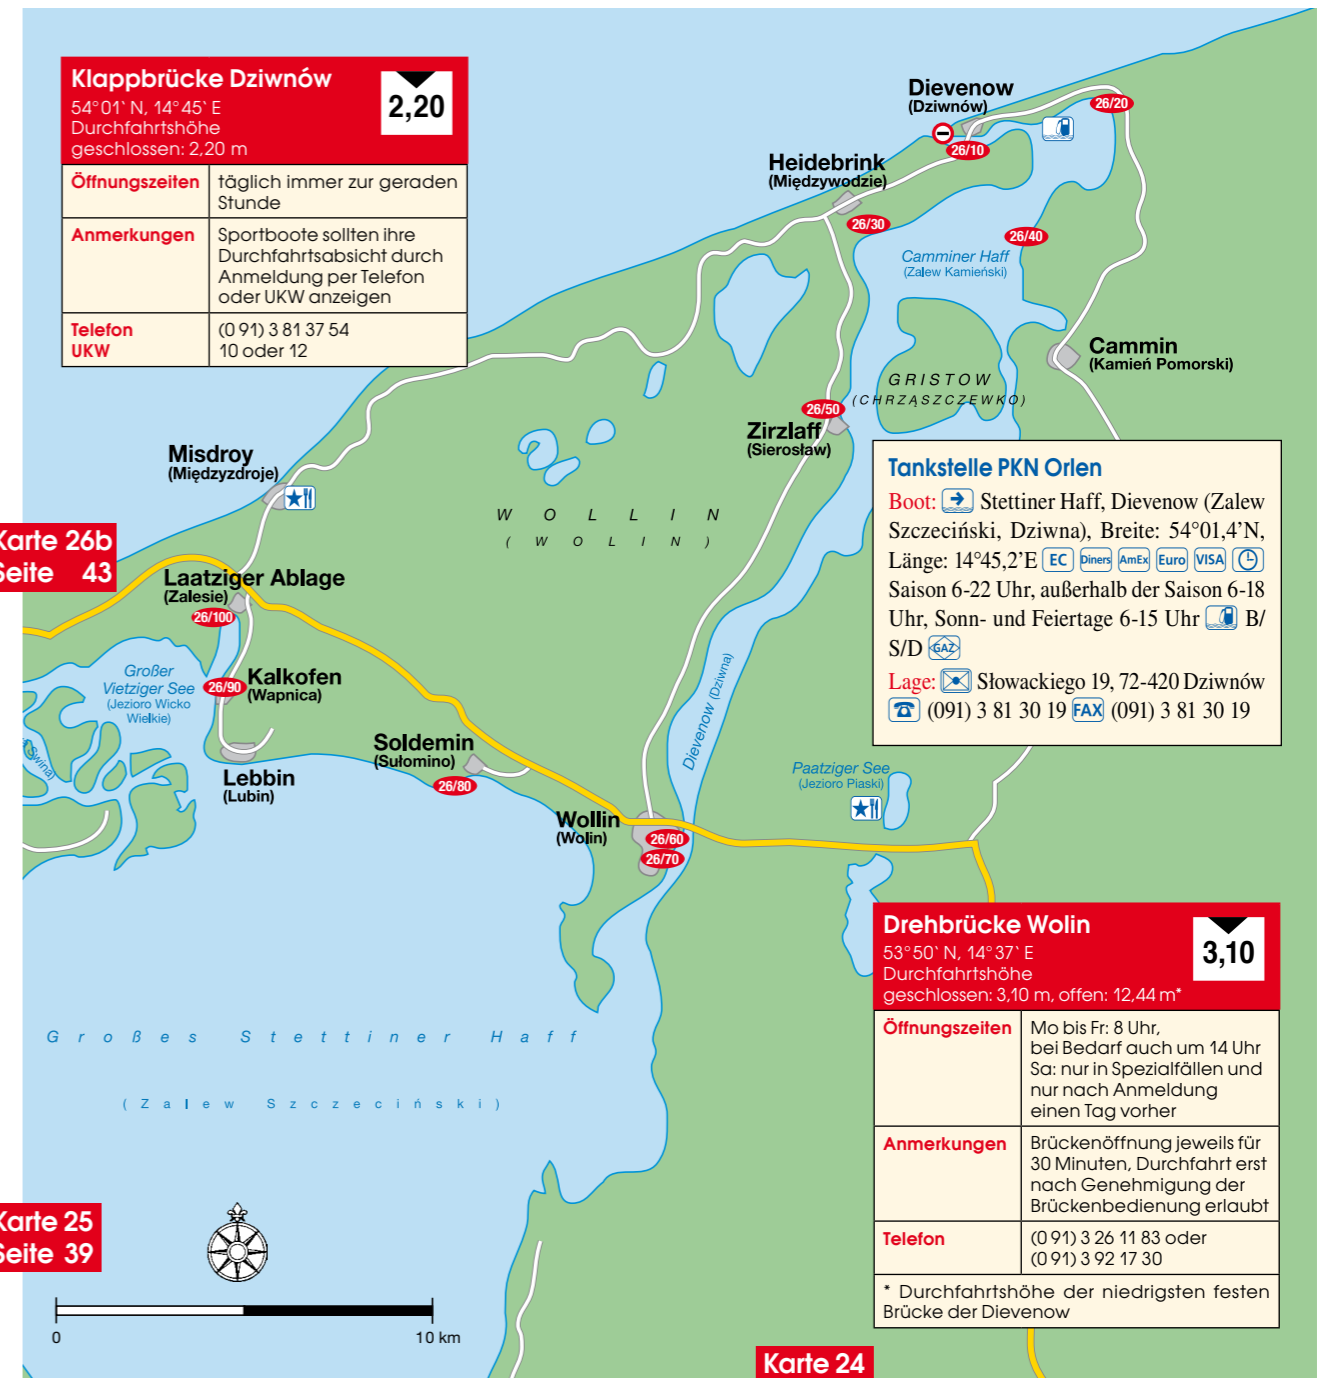 Klappbrücke Dziwnów
54°01‘ N, 14°45‘ E
Durchfahrtshöhe
geschlossen: 2,20 m
2,20
Öffnungszeiten
täglich immer zur geraden
Stunde
Anmerkungen
Sportboote sollten ihre
Durchfahrtsabsicht durch
Anmeldung per Telefon
oder UKW anzeigen
Telefon
(0 91) 3 81 37 54
UKW
10 oder 12
Dievenow
(Dziwnów)
26/20
26/10
Heidebrink
(Międzywodzie)
26/30
26/40
Camminer Haff
(Zalew Kamieński)
Cammin
(Kamień Pomorski)
GRISTOW
(CHRZĄSZCZEWKO)
26/50
Zirzlaff
(Sierosław)
Misdroy
(Międzyzdroje)
WOLLIN
(WOLIN)
Karte 26b
Seite 43
Laatziger Ablage
(Zalesie)
26/100
Großer
Vietziger See
(Jezioro Wicko
Wielkie)
26/90
Kalkofen
(Wapnica)
Swina)
Lebbin
(Lubin)
Soldemin
(Sułomino)
26/80
Dievenow (Dziwna)
Wollin
(Wolin)
26/60
26/70
Paatziger See
(Jezioro Piaski)
Tankstelle PKN Orlen
Boot: Stettiner Haff, Dievenow (Zalew
Szczeciński, Dziwna), Breite: 54°01,4’N,
Länge: 14°45,2’E EC Diners AmEx Euro VISA
Saison 6-22 Uhr, außerhalb der Saison 6-18
Uhr, Sonn- und Feiertage 6-15 Uhr B/
S/D GAZ
Lage: Słowackiego 19, 72-420 Dziwnów
(091) 3 81 30 19 FAX (091) 3 81 30 19
Drehbrücke Wolin
53°50‘ N, 14°37‘ E
Durchfahrtshöhe
geschlossen: 3,10 m, offen: 12,44 m*
3,10
Öffnungszeiten
Mo bis Fr: 8 Uhr,
bei Bedarf auch um 14 Uhr
Sa: nur in Spezialfällen und
nur nach Anmeldung
einen Tag vorher
Anmerkungen
Brückenöffnung jeweils für
30 Minuten, Durchfahrt erst
nach Genehmigung der
Brückenbedienung erlaubt
Telefon
(0 91) 3 26 11 83 oder
(0 91) 3 92 17 30
* Durchfahrtshöhe der niedrigsten festen
Brücke der Dievenow
Großes Stettiner Haff
(Zalew Szczeciński)
Karte 25
Seite 39
0
10 km
Karte 24